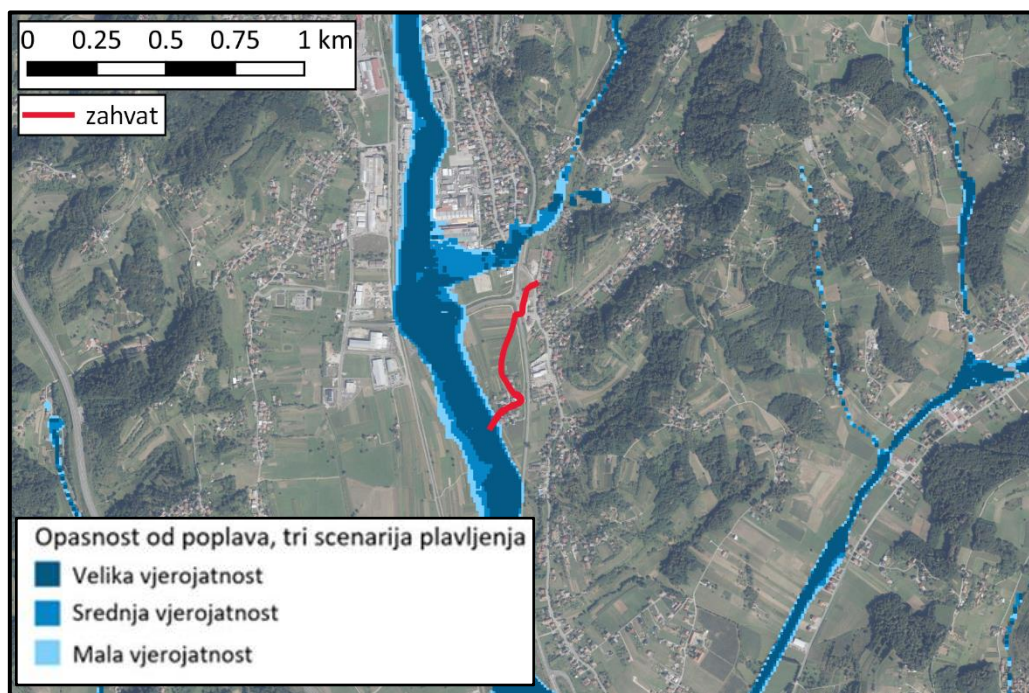 0 0.25 0.5 0.75 1 km
zahvat
Opasnost od poplava, tri scenarija plavljenja
Velika vjerojatnost
Srednja vjerojatnost
Mala vjerojatnost